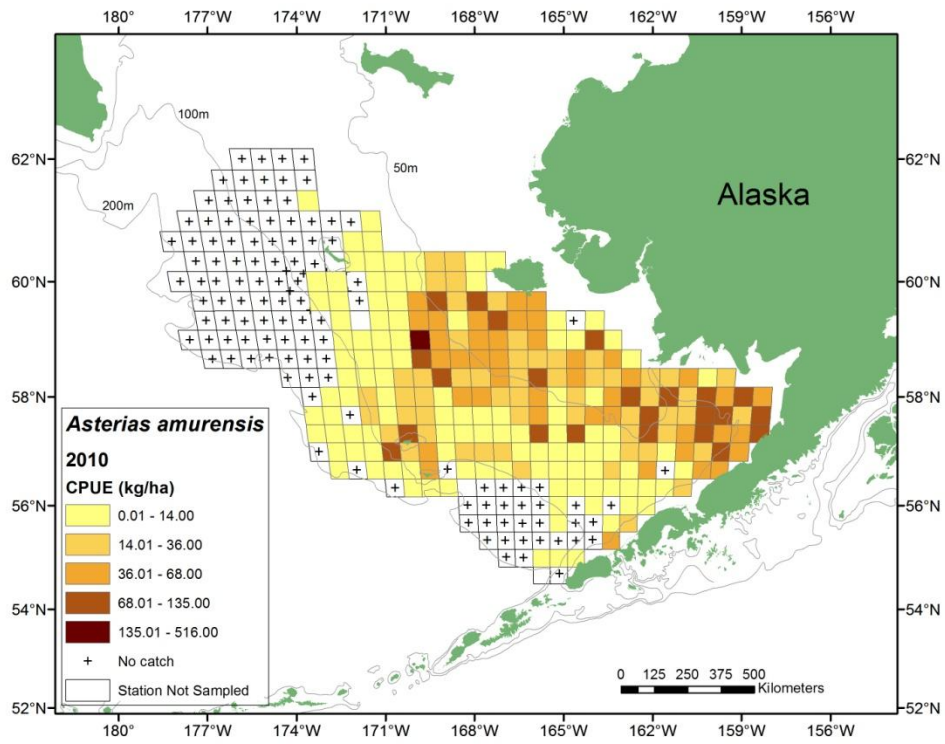 180° 177°W 174°W 171°W 168°W 165°W 162°W 159°W 156°W
100m
50m
62°N
62°N
200m
Alaska
60°N
60°N
58°N
58°N
Asterias amurensis
2010
CPUE (kg/ha)
0.01 - 14.00
14.01 - 36.00
36.01 - 68.00
68.01 - 135.00
135.01 - 516.00
+ No catch
Station Not Sampled
56°N
56°N
54°N
54°N
0 125 250 375 500
Kilometers
52°N
52°N
180° 177°W 174°W 171°W 168°W 165°W 162°W 159°W 156°W